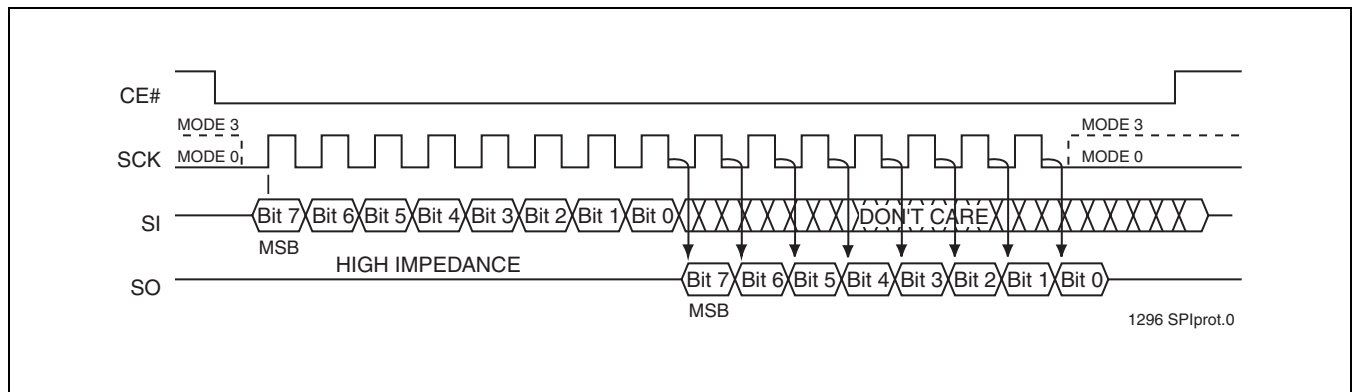 CE#
MODE 3
MODE 3
SCK
MODE 0
MODE 0
SI
Bit 7 Bit 6 Bit 5 Bit 4 Bit 3 Bit 2 Bit 1 Bit 0
DON'T CARE
MSB
HIGH IMPEDANCE
SO
Bit 7 Bit 6 Bit 5 Bit 4 Bit 3 Bit 2 Bit 1 Bit 0
MSB
1296 SPIprot.0